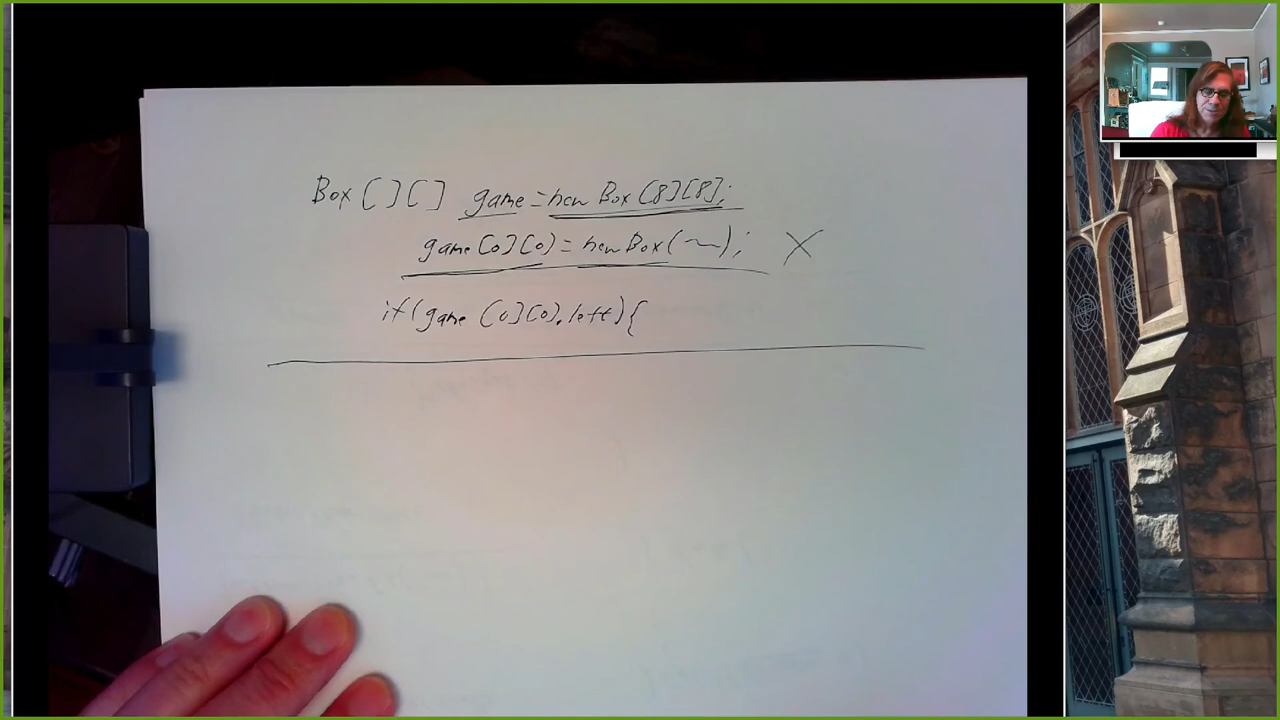 Box[][] game = new Box[8][8];
game[0][0] = new Box(~); X
if(game[0][0].left){